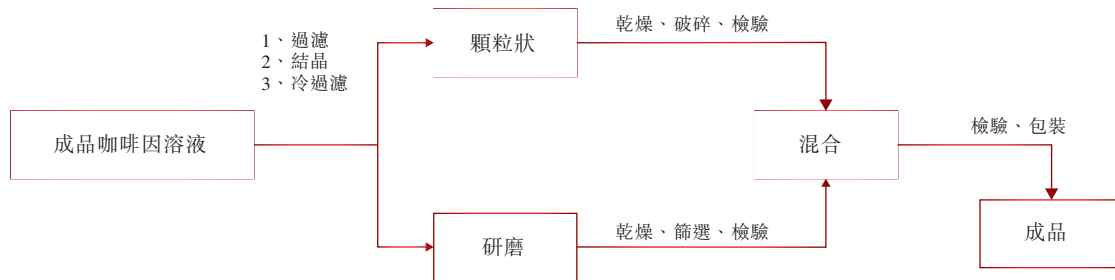 1、過濾
2、結晶
3、冷過濾
顆粒狀
乾燥、破碎、檢驗
成品咖啡因溶液
混合
檢驗、包裝
研磨
乾燥、篩選、檢驗
成品